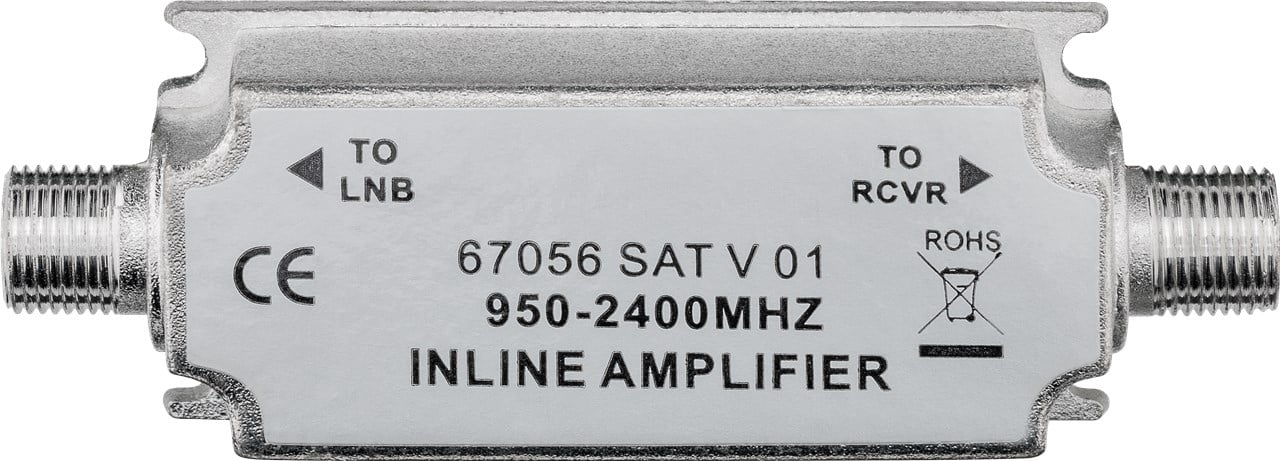 TO
LNB
TO
RCVR
CE
67056 SAT V 01
ROHS
950-2400MHZ
INLINE AMPLIFIER